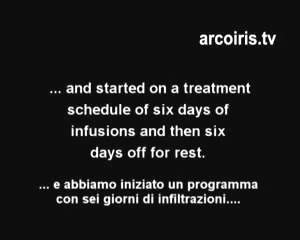 arcoiris.tv
... and started on a treatment
schedule of six days of
infusions and then six
days off for rest.
... e abbiamo iniziato un programma
con sei giorni di infiltrazioni....